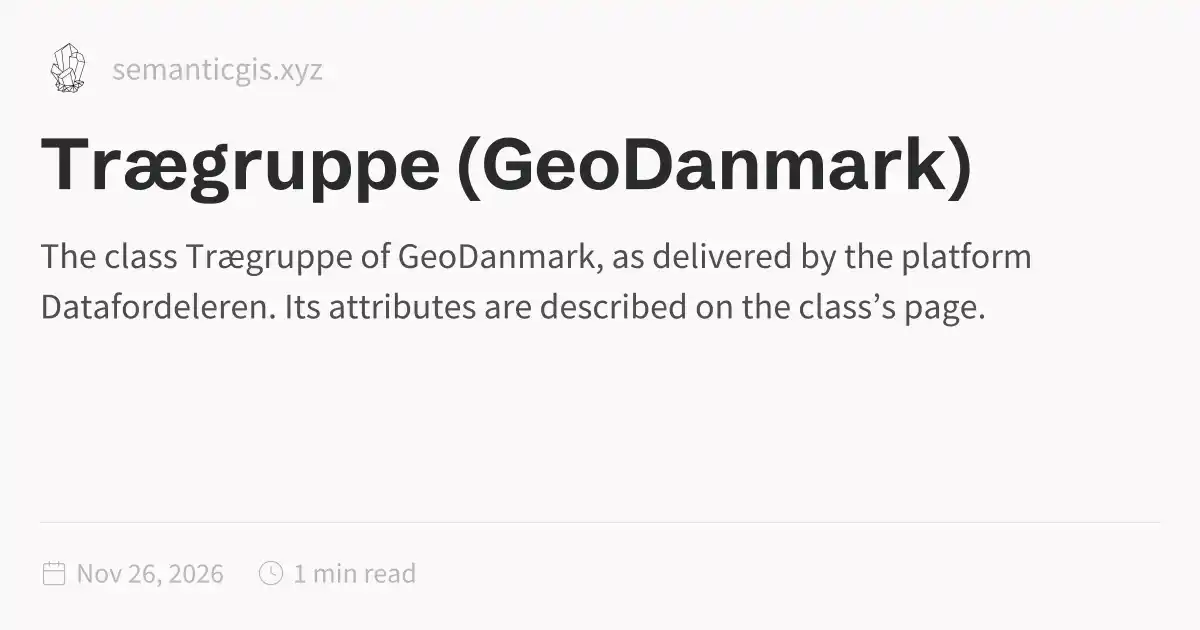 semanticgis.xyz
Trægruppe (GeoDanmark)
The class Trægruppe of GeoDanmark, as delivered by the platform
Datafordeleren. Its attributes are described on the class’s page.
Nov 26, 2026 1 min read